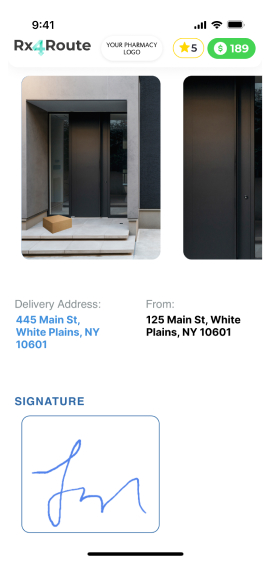 9:41
Rx4Route
YOUR PHARMACY
LOGO
5
$ 189
Delivery Address:
445 Main St,
White Plains, NY
10601
From:
125 Main St, White
Plains, NY 10601
SIGNATURE